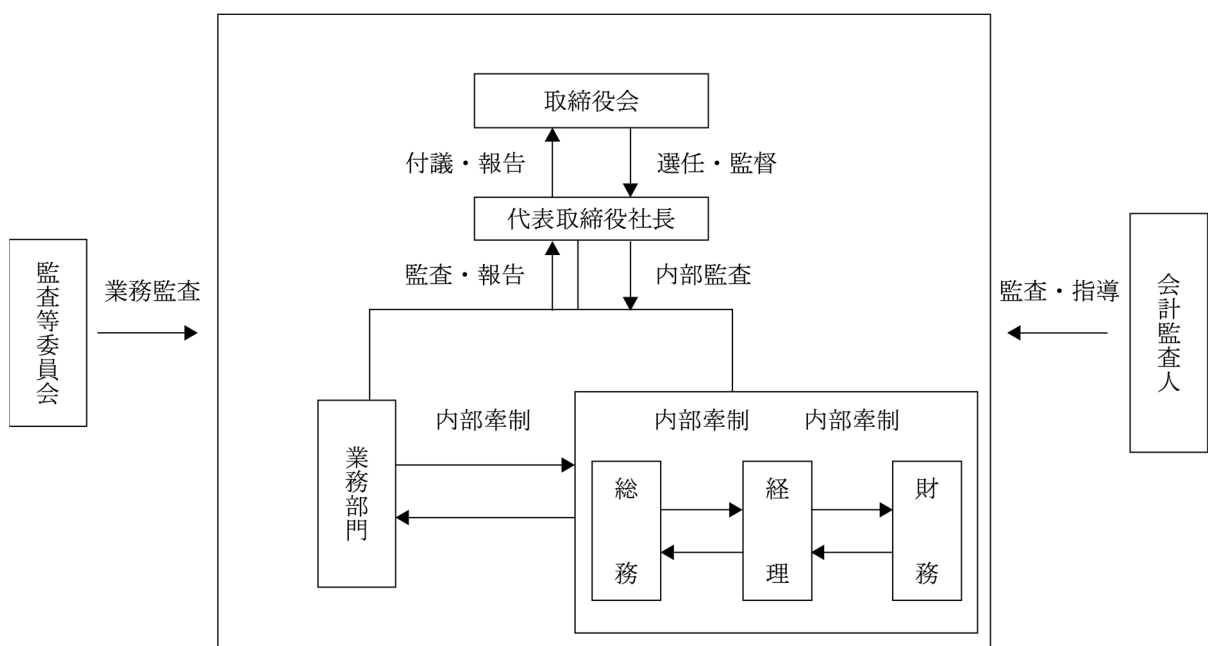 取締役会
付議・報告
選任・監督
代表取締役社長
監査・報告
内部監査
監査等委員会
業務監査
監査・指導
会計監査人
業務部門
内部牽制
内部牽制
内部牽制
総務
経理
財務